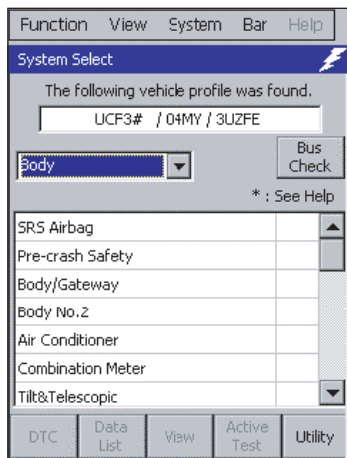 Function View System Bar Help
System Select
The following vehicle profile was found.
UCF3# / 04MY / 3UZFE
Body
Bus
Check
* : See Help
SRS Airbag
Pre-crash Safety
Body/Gateway
Body No.2
Air Conditioner
Combination Meter
Tilt&Telescopic
DTC
Data
List
View
Active
Test
Utility